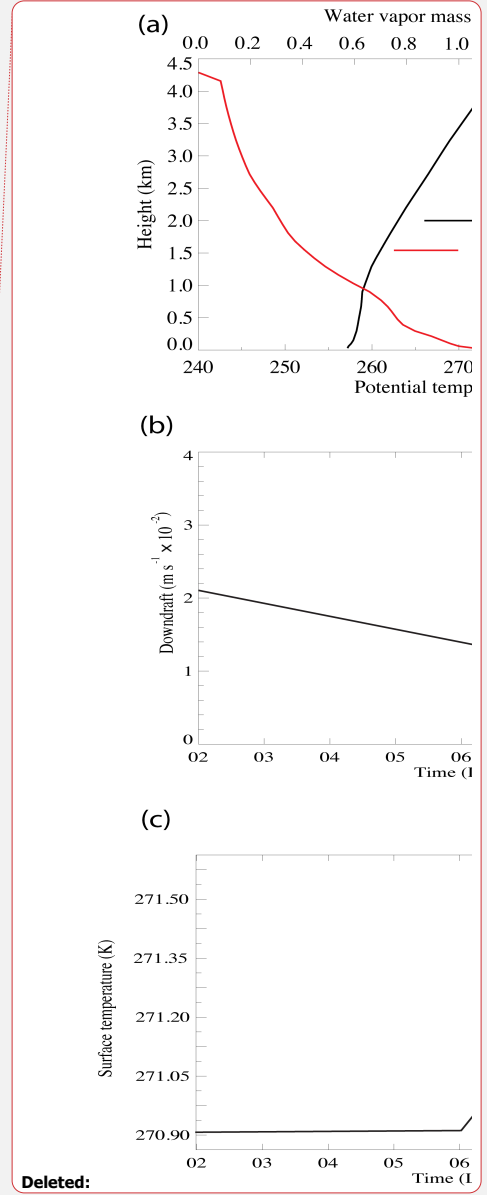 (a)
Water vapor mass
0.0 0.2 0.4 0.6 0.8 1.0
4.5
4.0
3.5
3.0
2.5
2.0
1.5
1.0
0.5
0.0
Height (km)
240 250 260 270
Potential temp
(b)
4
3
2
1
0
Downdraft (m s⁻¹ x 10⁻²)
02 03 04 05 06
Time (
(c)
271.50
271.35
271.20
271.05
270.90
Surface temperature (K)
02 03 04 05 06
Time (
Deleted: